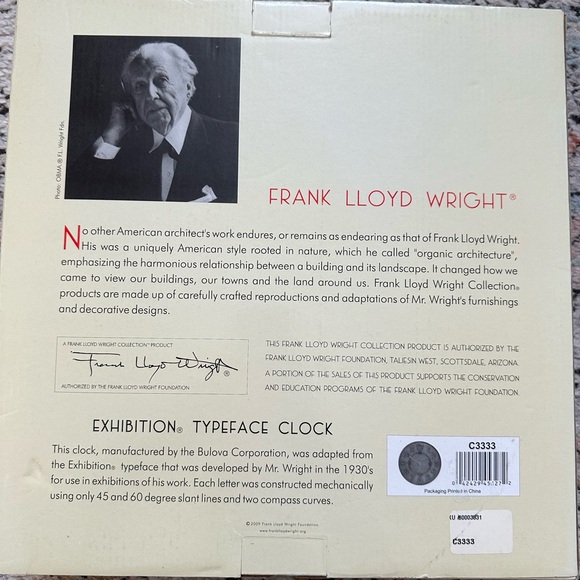 Photo: OBMA/® F.L. Wright Fdn.
FRANK LLOYD WRIGHT®
No other American architect's work endures, or remains as endearing as that of Frank Lloyd Wright.
His was a uniquely American style rooted in nature, which he called "organic architecture",
emphasizing the harmonious relationship between a building and its landscape. It changed how we
came to view our buildings, our towns and the land around us. Frank Lloyd Wright Collection®
products are made up of carefully crafted reproductions and adaptations of Mr. Wright's furnishings
and decorative designs.
A FRANK LLOYD WRIGHT COLLECTION™ PRODUCT
Frank Lloyd Wright®
AUTHORIZED BY THE FRANK LLOYD WRIGHT FOUNDATION
THIS FRANK LLOYD WRIGHT COLLECTION PRODUCT IS AUTHORIZED BY THE
FRANK LLOYD WRIGHT FOUNDATION, TALIESIN WEST, SCOTTSDALE, ARIZONA.
A PORTION OF THE SALES OF THIS PRODUCT SUPPORTS THE CONSERVATION
AND EDUCATION PROGRAMS OF THE FRANK LLOYD WRIGHT FOUNDATION.
EXHIBITION® TYPEFACE CLOCK
This clock, manufactured by the Bulova Corporation, was adapted from
the Exhibition® typeface that was developed by Mr. Wright in the 1930's
for use in exhibitions of his work. Each letter was constructed mechanically
using only 45 and 60 degree slant lines and two compass curves.
C3333
Packaging Printed in China
C3333
© 2009 Frank Lloyd Wright Foundation.
www.franklloydwright.org